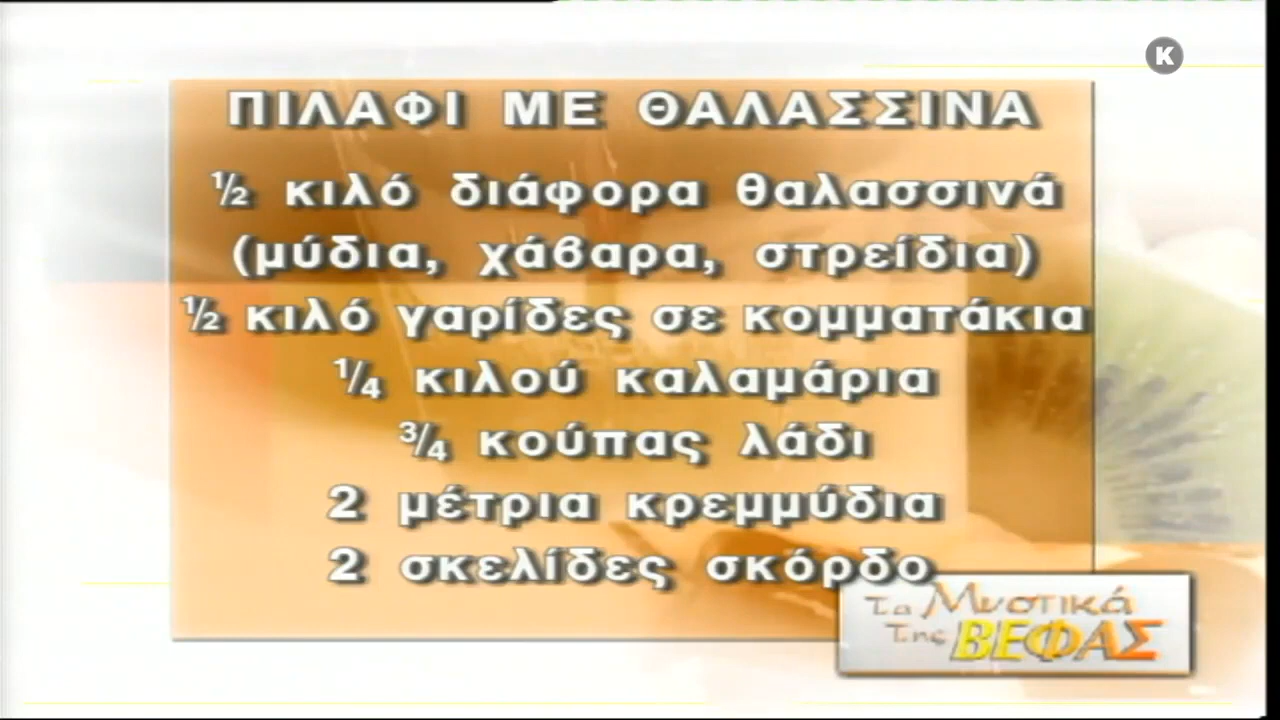 K
ΠΙΛΑΦΙ ΜΕ ΘΑΛΑΣΣΙΝΑ
½ κιλό διάφορα θαλασσινά
(μύδια, χάβαρα, στρείδια)
½ κιλό γαρίδες σε κομματάκια
¼ κιλού καλαμάρια
¾ κούπας λάδι
2 μέτρια κρεμμύδια
2 σκελίδες σκόρδο
Τα Μυστικά
Της ΒΕΦΑΣ